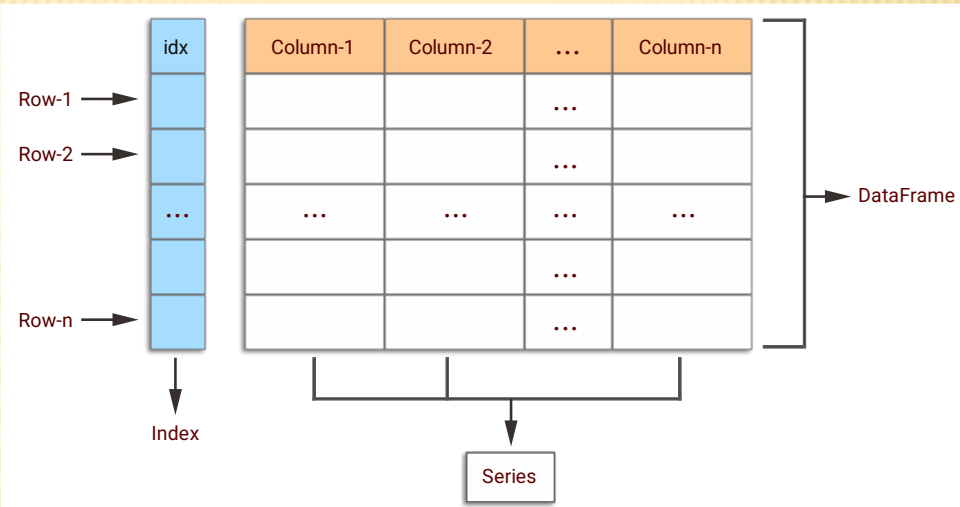 idx Column-1 Column-2 ... Column-n
Row-1 ...
Row-2 ...
... ... ... ... ...
DataFrame
...
Row-n ...
Index
Series